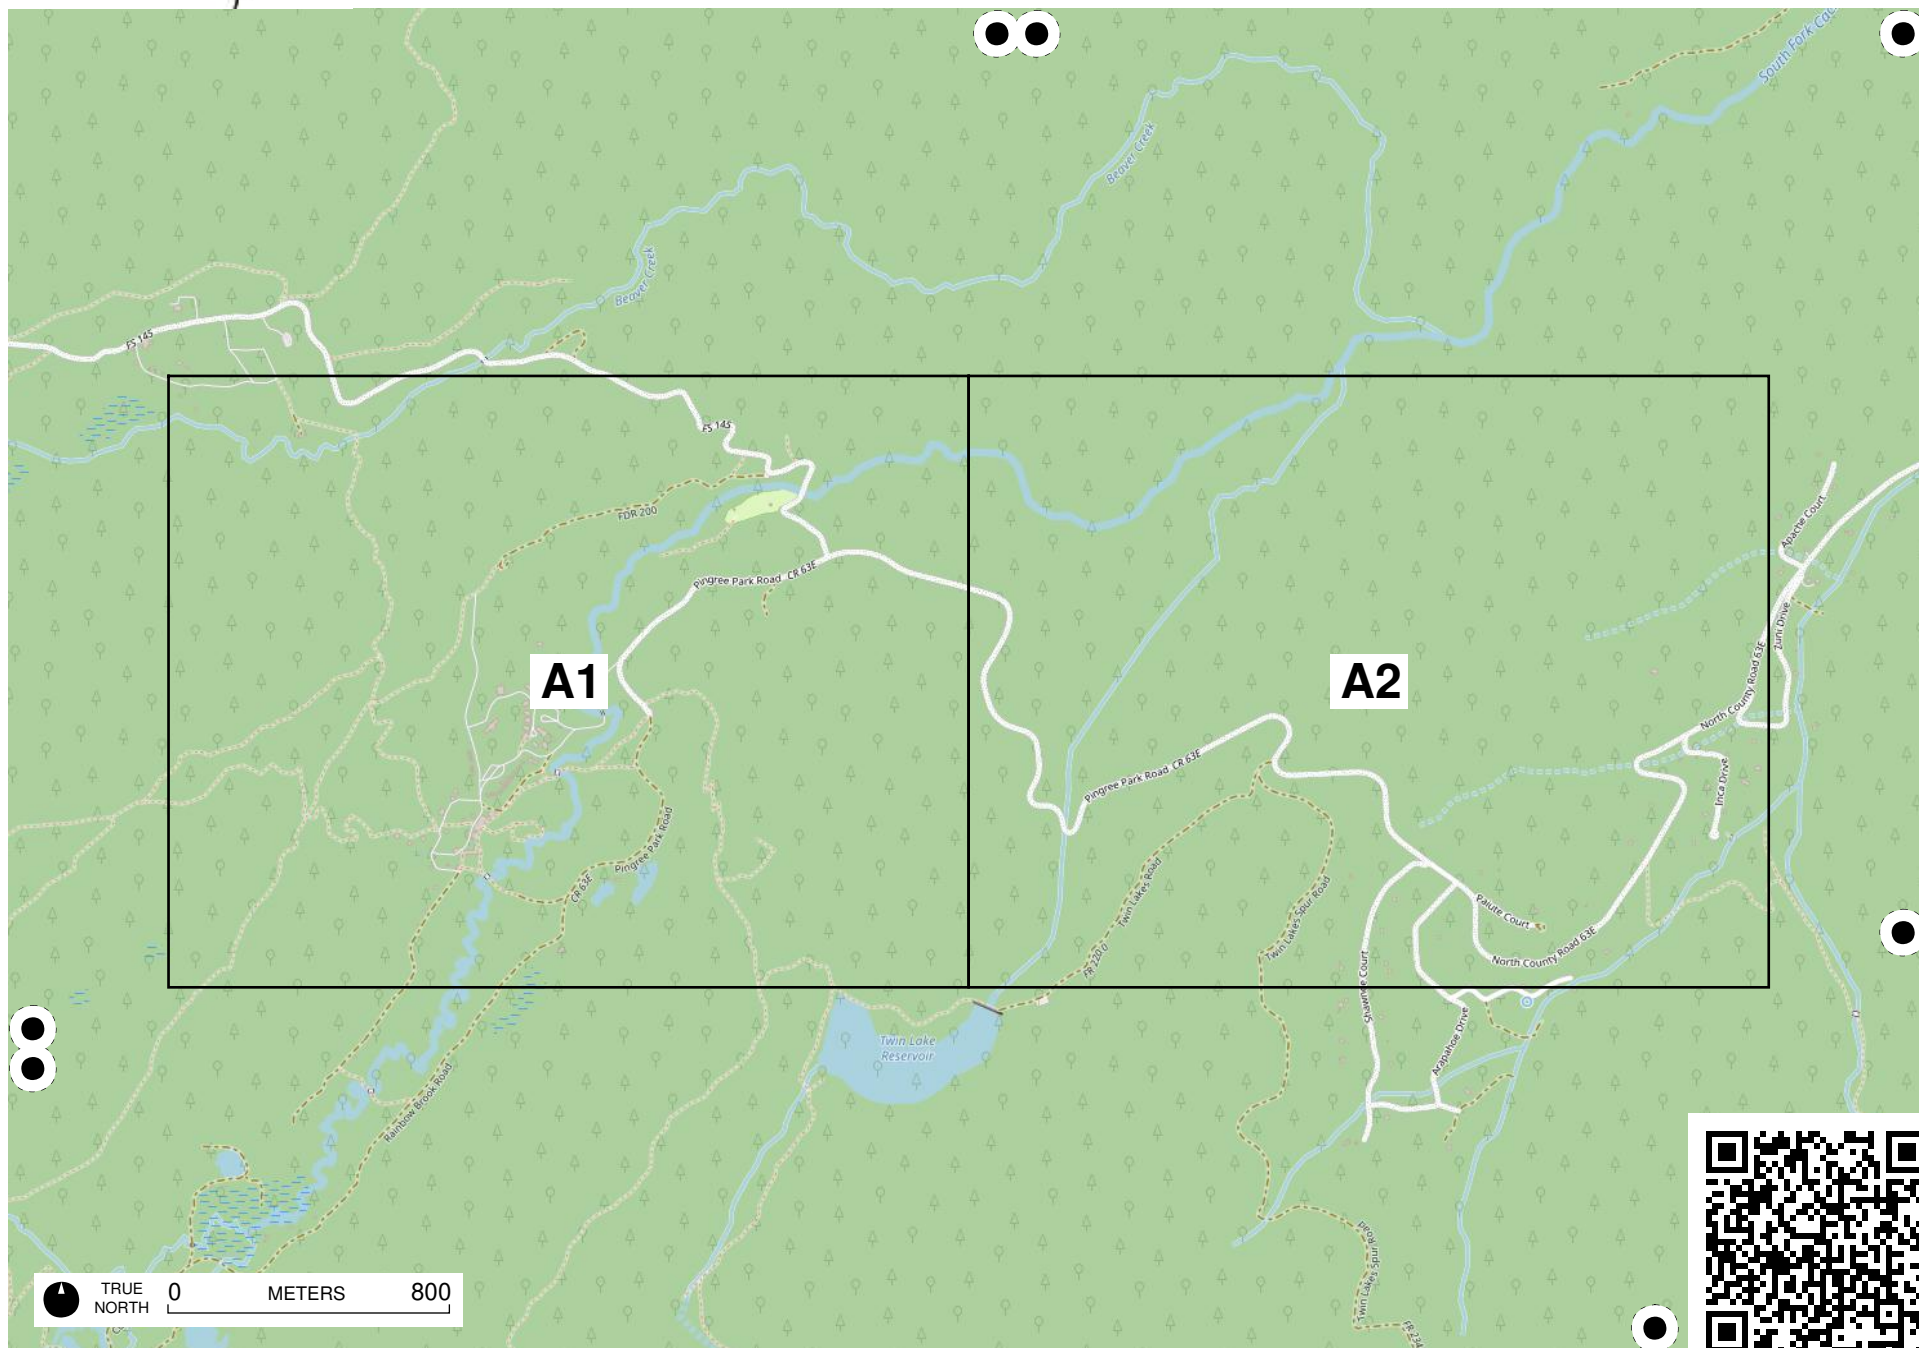 South Fork Cac
Beaver Creek
Beaver Creek
FS 145
FS 145
FDR 200
Apache Court
Pingree Park Road CR 63E
Zuni Drive
A1
A2
North County Road 63E
Pingree Park Road CR 63E
Inca Drive
Pingree Park Road
CR 63E
Twin Lakes Road
Twin Lakes Spur Road
Paiute Court
North County Road 63E
FR 220.0
Shawnee Court
Twin Lake
Reservoir
Arapahoe Drive
Rainbow Brook Road
Twin Lakes Spur Road
TRUE
NORTH
0 METERS 800